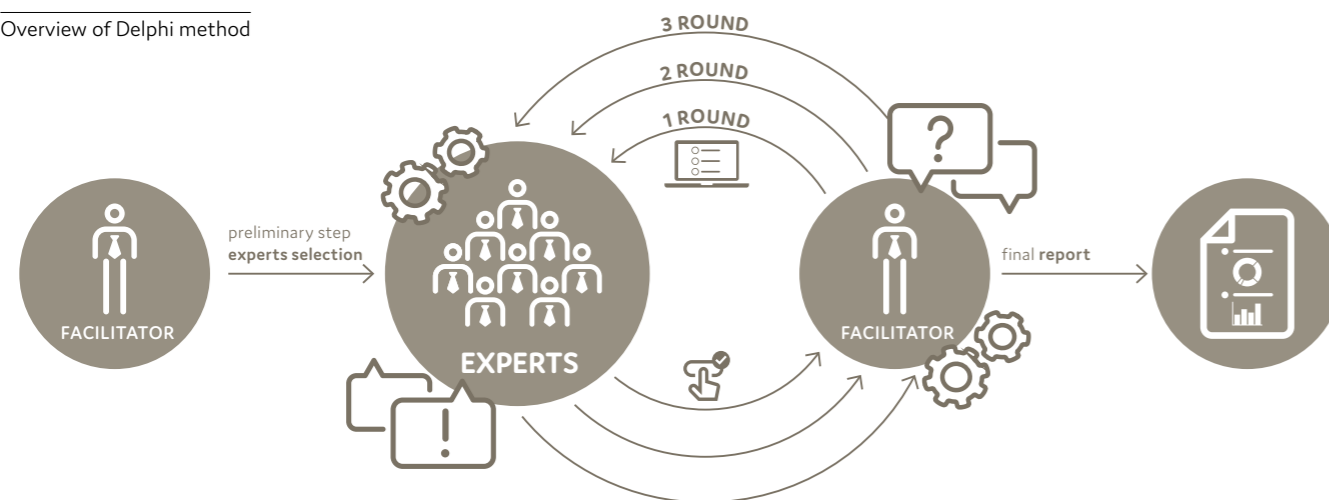 Overview of Delphi method
3 ROUND
2 ROUND
1 ROUND
?
preliminary step
experts selection
final report
FACILITATOR
FACILITATOR
EXPERTS
!